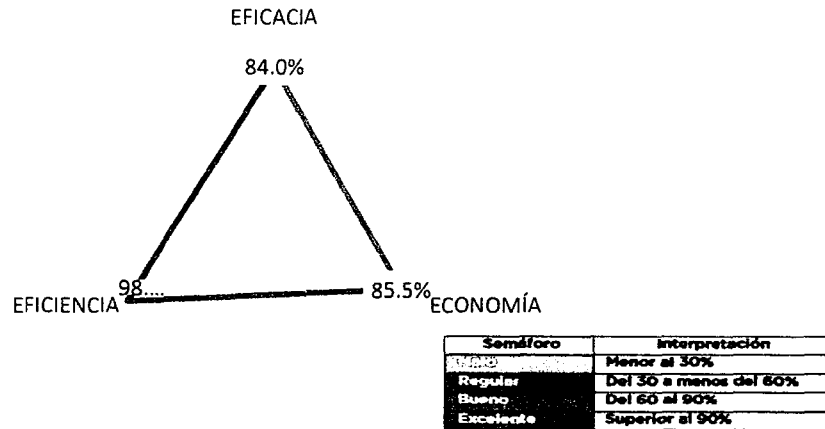 EFICACIA
84.0%
98....
EFICIENCIA
85.5% ECONOMÍA
Semáforo Interpretación
Menor al 30%
Regular Del 30 a menos del 60%
Bueno Del 60 al 90%
Excelente Superior al 90%